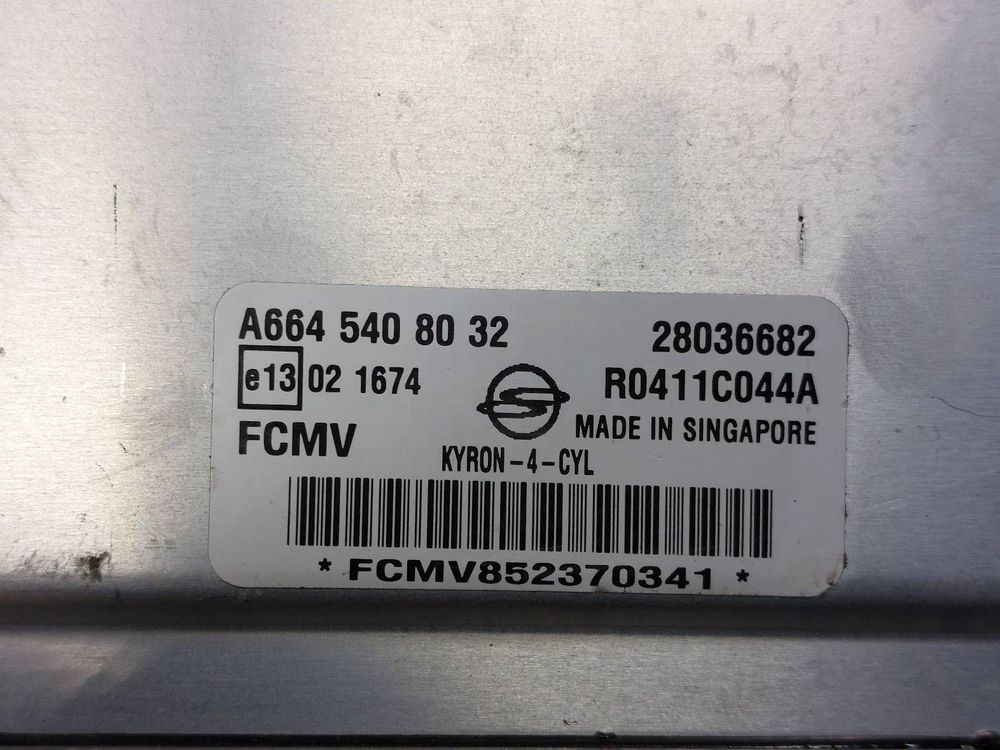 A664 540 80 32 28036682
e13 02 1674 R0411C044A
FCMV MADE IN SINGAPORE
KYRON-4-CYL
* FCMV852370341 *